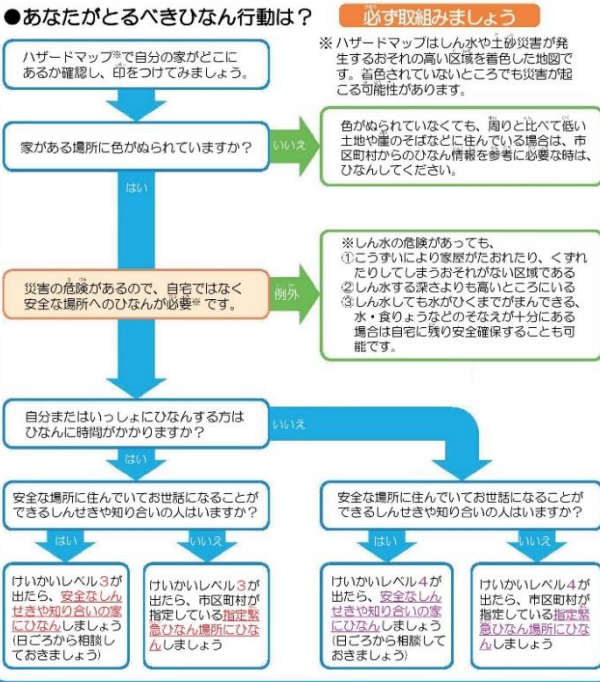 ●あなたがとるべきひなん行動は？
必ず取組みましょう
ハザードマップ※で自分の家がどこに
あるか確認し、印をつけてみましょう。
※ ハザードマップはしん水や土砂災害が発
生するおそれの高い区域を着色した地図で
す。着色されていないところでも災害が起
こる可能性があります。
家がある場所に色がぬられていますか？
いいえ
色がぬられていなくても、周りと比べて低い
土地や崖のそばなどに住んでいる場合は、市
区町村からのひなん情報を参考に必要な時は、
ひなんしてください。
はい
災害の危険があるので、自宅ではなく
安全な場所へのひなんが必要※です。
例外
※しん水の危険があっても、
①こうずいにより家屋がたおれたり、くずれ
たりしてしまうおそれがない区域である
②しん水する深さよりも高いところにいる
③しん水しても水がひくまでがまんできる、
水・食りょうなどのそなえが十分にある
場合は自宅に残り安全確保することも可
能です。
自分またはいっしょにひなんする方は
ひなんに時間がかかりますか？
いいえ
はい
安全な場所に住んでいてお世話になることが
できるしんせきや知り合いの人はいますか？
安全な場所に住んでいてお世話になることが
できるしんせきや知り合いの人はいますか？
はい
いいえ
はい
いいえ
けいかいレベル３が
出たら、安全なしん
せきや知り合いの家
にひなんしましょう
(日ごろから相談し
ておきましょう)
けいかいレベル３が
出たら、市区町村が
指定している指定緊
急ひなん場所にひな
んしましょう
けいかいレベル４が
出たら、安全なしん
せきや知り合いの家
にひなんしましょう
(日ごろから相談して
おきましょう)
けいかいレベル４が
出たら、市区町村が
指定している指定緊
急ひなん場所にひな
んしましょう